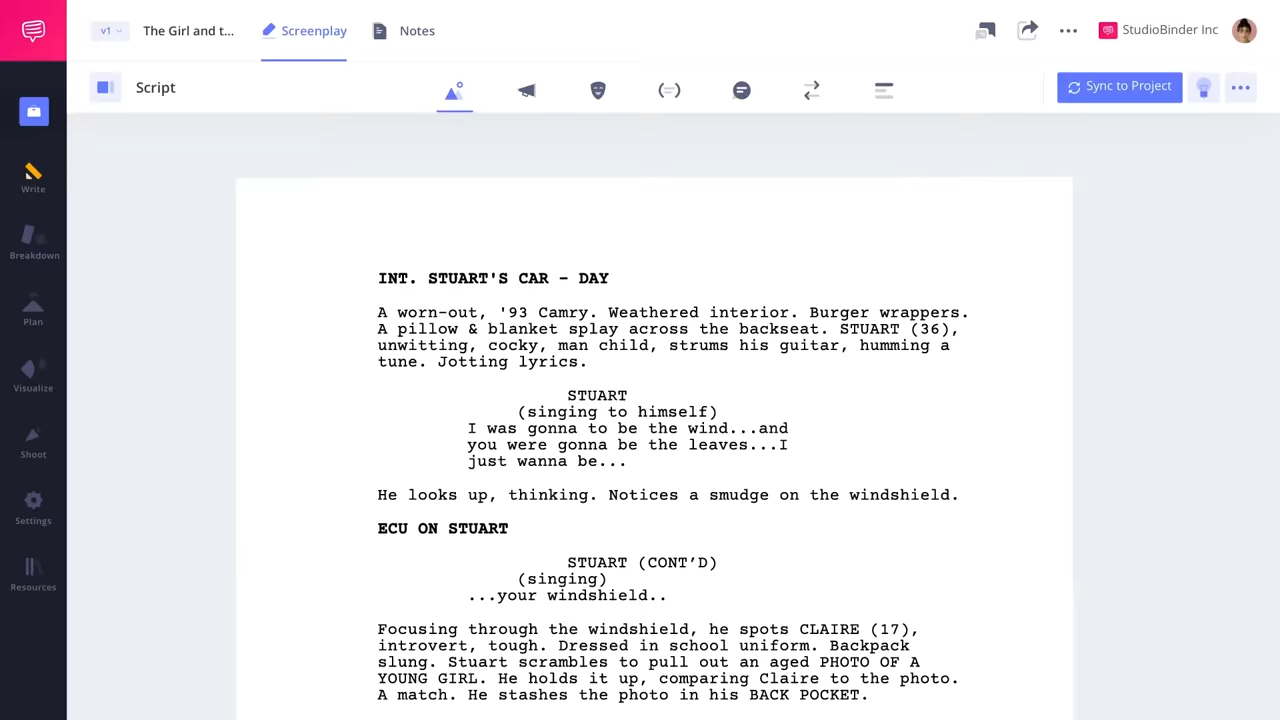 v1
The Girl and t...
Screenplay
Notes
StudioBinder Inc
Script
Sync to Project
Write
Breakdown
Plan
Visualize
Shoot
Settings
Resources
INT. STUART'S CAR – DAY
A worn-out, '93 Camry. Weathered interior. Burger wrappers.
A pillow & blanket splay across the backseat. STUART (36),
unwitting, cocky, man child, strums his guitar, humming a
tune. Jotting lyrics.
STUART
(singing to himself)
I was gonna to be the wind...and
you were gonna be the leaves...I
just wanna be...
He looks up, thinking. Notices a smudge on the windshield.
ECU ON STUART
STUART (CONT’D)
(singing)
...your windshield..
Focusing through the windshield, he spots CLAIRE (17),
introvert, tough. Dressed in school uniform. Backpack
slung. Stuart scrambles to pull out an aged PHOTO OF A
YOUNG GIRL. He holds it up, comparing Claire to the photo.
A match. He stashes the photo in his BACK POCKET.